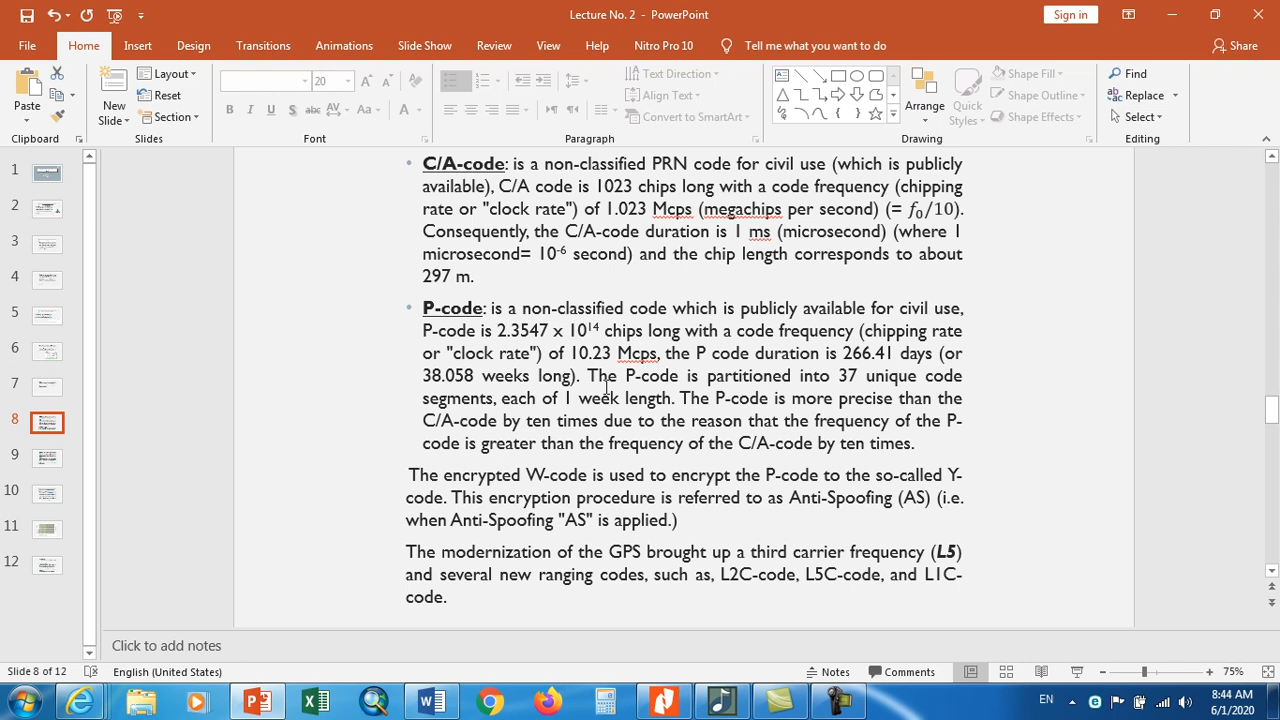 Lecture No. 2 - PowerPoint
Sign in
File Home Insert Design Transitions Animations Slide Show Review View Help Nitro Pro 10 Tell me what you want to do Share
Paste
Clipboard
New Slide
Layout
Reset
Section
Slides
20
B I U S abc AV Aa A
Font
Text Direction
Align Text
Convert to SmartArt
Paragraph
Arrange
Quick Styles
Shape Fill
Shape Outline
Shape Effects
Drawing
Find
Replace
Select
Editing
1
2
3
4
5
6
7
8
9
10
11
12
• C/A-code: is a non-classified PRN code for civil use (which is publicly
available), C/A code is 1023 chips long with a code frequency (chipping
rate or "clock rate") of 1.023 Mcps (megachips per second) (= f₀/10).
Consequently, the C/A-code duration is 1 ms (microsecond) (where 1
microsecond= 10⁻⁶ second) and the chip length corresponds to about
297 m.
• P-code: is a non-classified code which is publicly available for civil use,
P-code is 2.3547 x 10¹⁴ chips long with a code frequency (chipping rate
or "clock rate") of 10.23 Mcps, the P code duration is 266.41 days (or
38.058 weeks long). The P-code is partitioned into 37 unique code
segments, each of 1 week length. The P-code is more precise than the
C/A-code by ten times due to the reason that the frequency of the P-
code is greater than the frequency of the C/A-code by ten times.
The encrypted W-code is used to encrypt the P-code to the so-called Y-
code. This encryption procedure is referred to as Anti-Spoofing (AS) (i.e.
when Anti-Spoofing "AS" is applied.)
The modernization of the GPS brought up a third carrier frequency (L5)
and several new ranging codes, such as, L2C-code, L5C-code, and L1C-
code.
Click to add notes
Slide 8 of 12 English (United States) Notes Comments 75%
EN 8:44 AM
6/1/2020